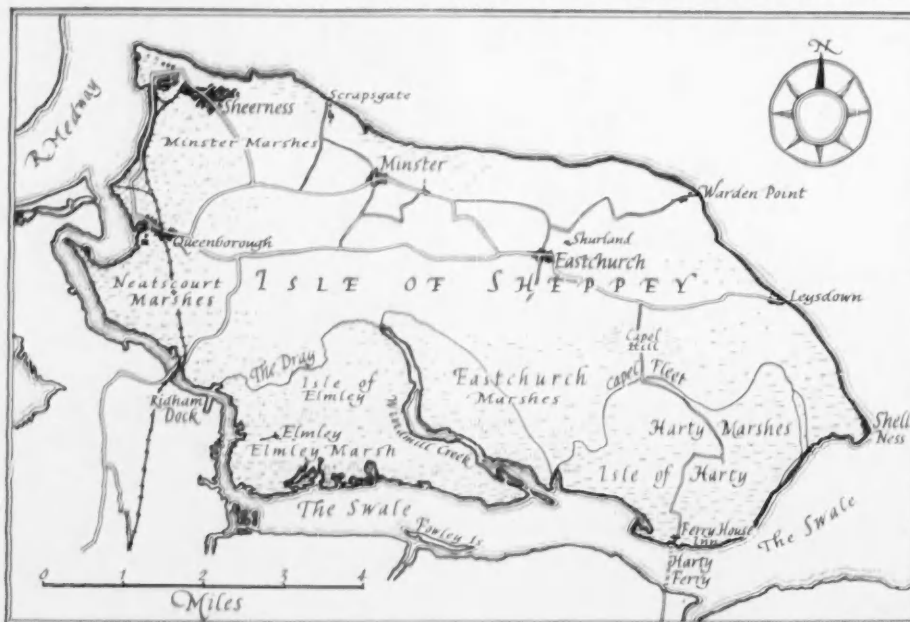 N
R Medway
Sheerness
Scrapsgate
Minster Marshes
Minster
Warden Point
Queenborough
Shurland
Eastchurch
Neatscourt
Marshes
ISLE OF SHEPPEY
Leysdown
Capel
Hill
The Dray
Isle of
Elmley
Eastchurch
Marshes
Capel Fleet
Ridham
Dock
Windmill Creek
Harty Marshes
Shell
Ness
Elmley
Elmley Marsh
Isle of Harty
The Swale
Fowley Is.
Ferry House
Inn
The Swale
Harty
Ferry
0 1 2 3 4
Miles